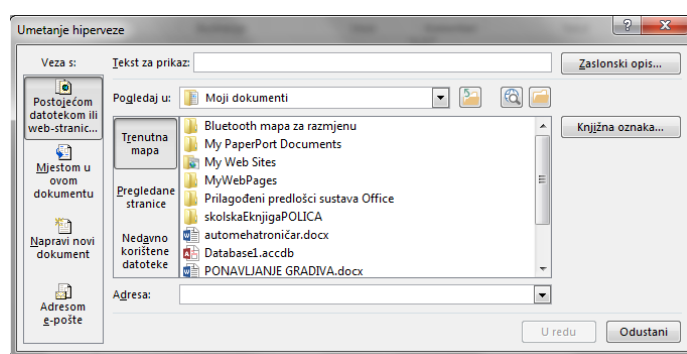 Umetanje hiperveze
Veza s:
Tekst za prikaz:
Zaslonski opis...
Postojećom
datotekom ili
web-stranic...
Pogledaj u:
Moji dokumenti
Knjižna oznaka...
Trenutna
mapa
Pregledane
stranice
Nedavno
korištene
datoteke
Bluetooth mapa za razmjenu
My PaperPort Documents
My Web Sites
MyWebPages
Prilagođeni predlošci sustava Office
skolskaEknjigaPOLICA
automehatroničar.docx
Database1.accdb
PONAVLJANJE GRADIVA.docx
Mjestom u
ovom
dokumentu
Napravi novi
dokument
Adresom
e-pošte
Adresa:
U redu
Odustani